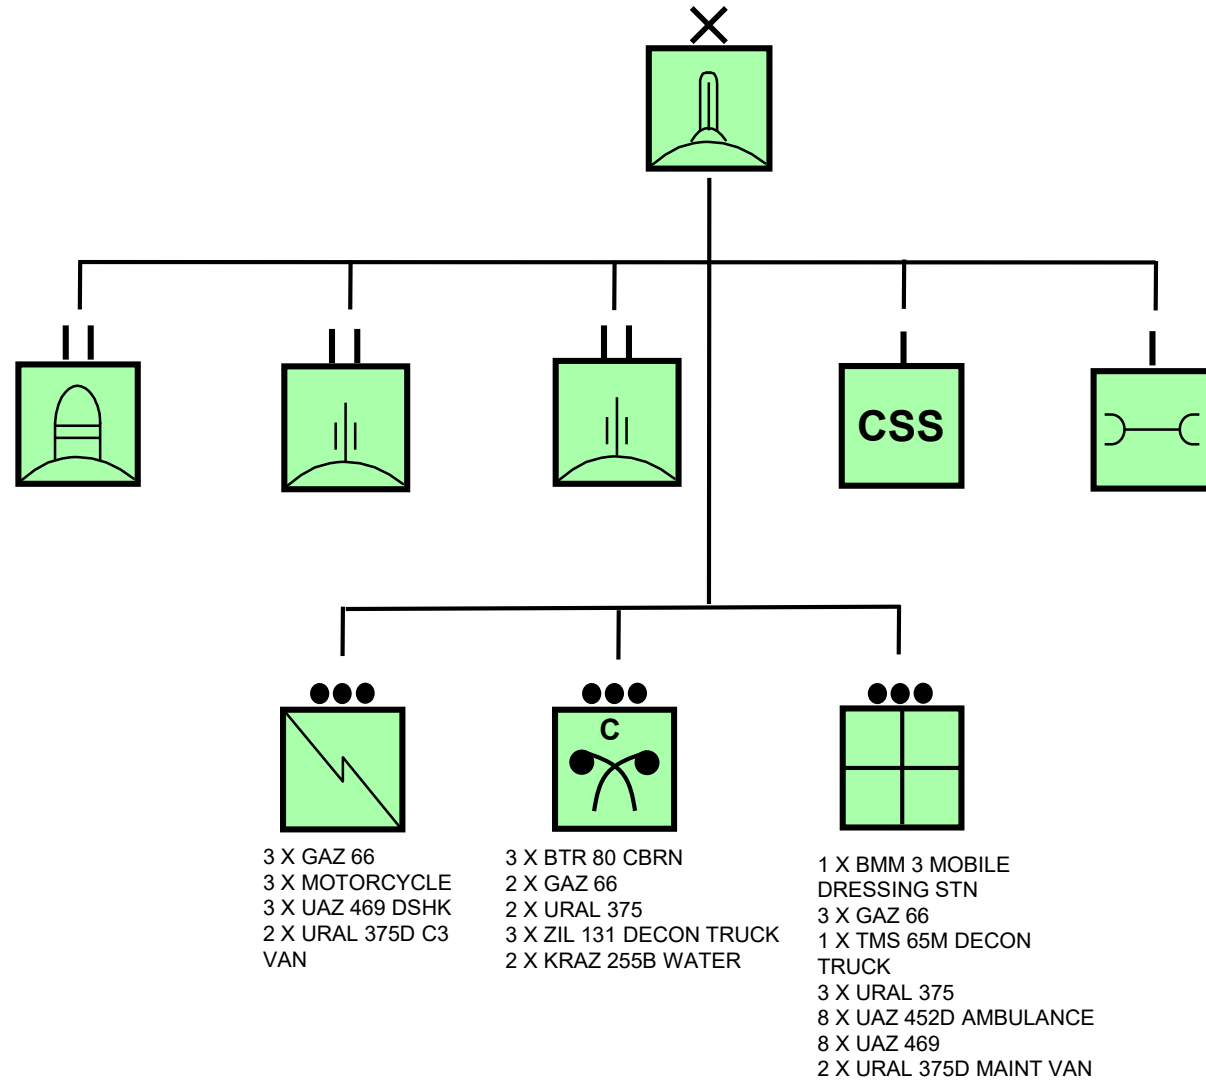 CSS
C
3 X GAZ 66
3 X MOTORCYCLE
3 X UAZ 469 DSHK
2 X URAL 375D C3
VAN
3 X BTR 80 CBRN
2 X GAZ 66
2 X URAL 375
3 X ZIL 131 DECON TRUCK
2 X KRAZ 255B WATER
1 X BMM 3 MOBILE
DRESSING STN
3 X GAZ 66
1 X TMS 65M DECON
TRUCK
3 X URAL 375
8 X UAZ 452D AMBULANCE
8 X UAZ 469
2 X URAL 375D MAINT VAN